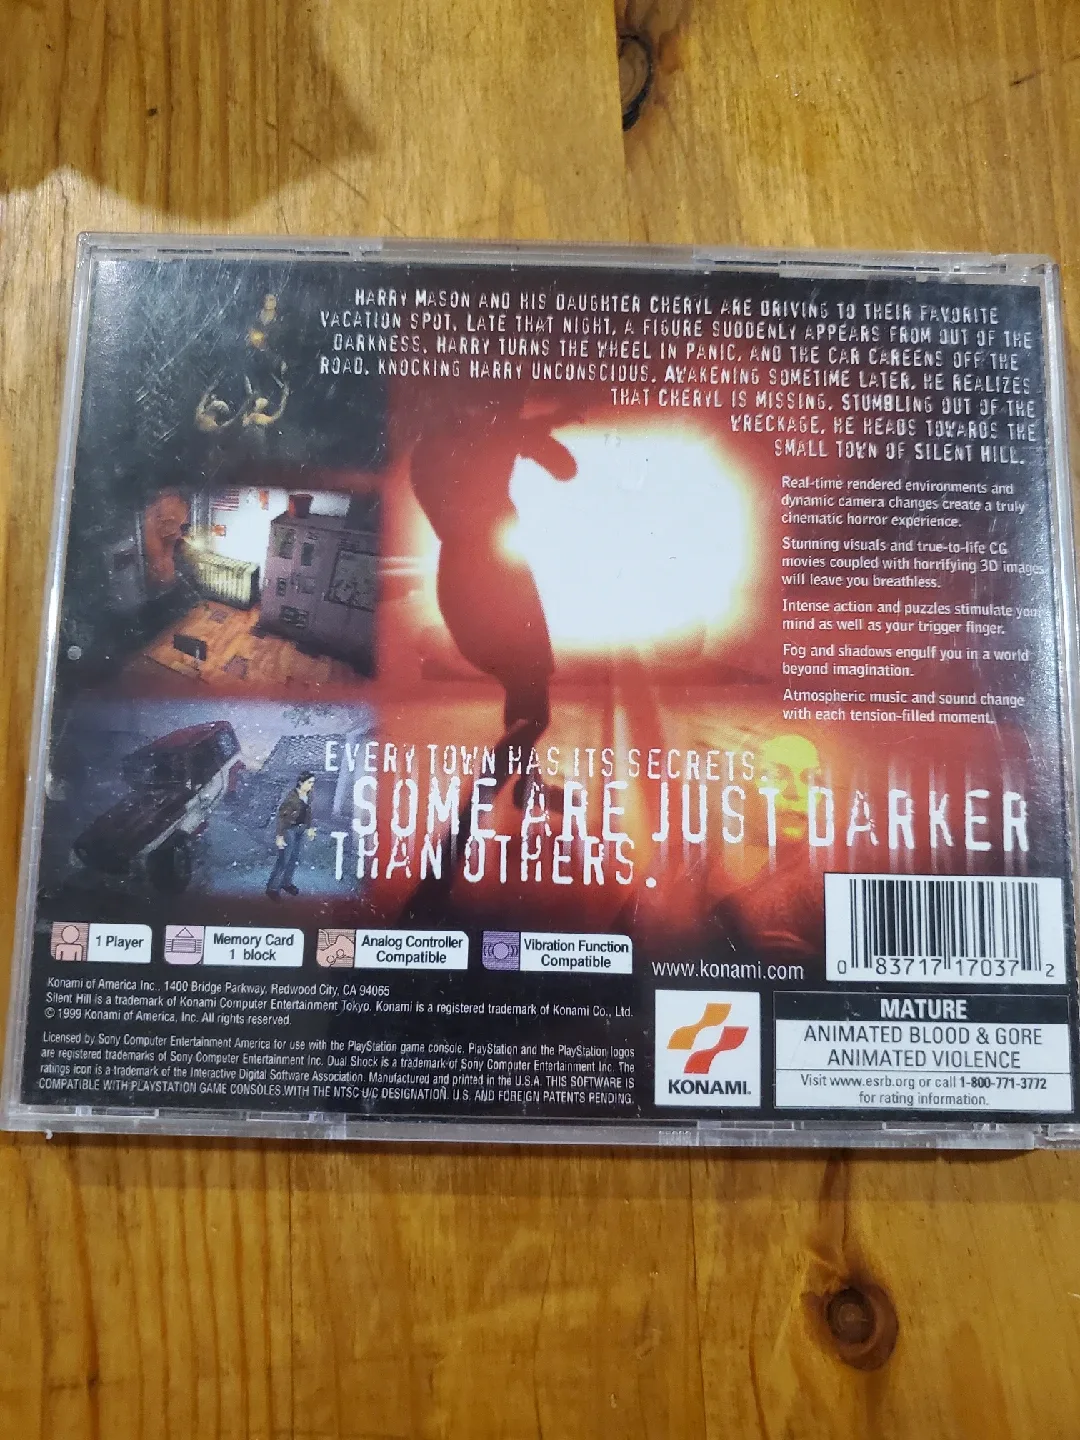 HARRY MASON AND HIS DAUGHTER CHERYL ARE DRIVING TO THEIR FAVORITE
VACATION SPOT. LATE THAT NIGHT, A FIGURE SUDDENLY APPEARS FROM OUT OF THE
DARKNESS. HARRY TURNS THE WHEEL IN PANIC, AND THE CAR CAREENS OFF THE
ROAD, KNOCKING HARRY UNCONSCIOUS. AWAKENING SOMETIME LATER, HE REALIZES
THAT CHERYL IS MISSING. STUMBLING OUT OF THE
WRECKAGE, HE HEADS TOWARDS THE
SMALL TOWN OF SILENT HILL.
Real-time rendered environments and
dynamic camera changes create a truly
cinematic horror experience.
Stunning visuals and true-to-life CG
movies coupled with horrifying 3D images
will leave you breathless.
Intense action and puzzles stimulate your
mind as well as your trigger finger.
Fog and shadows engulf you in a world
beyond imagination.
Atmospheric music and sound change
with each tension-filled moment.
EVERY TOWN HAS ITS SECRETS.
SOME ARE JUST DARKER
THAN OTHERS.
1 Player
Memory Card
1 block
Analog Controller
Compatible
Vibration Function
Compatible
www.konami.com
0 83717 17037 2
Konami of America Inc., 1400 Bridge Parkway, Redwood City, CA 94065
Silent Hill is a trademark of Konami Computer Entertainment Tokyo. Konami is a registered trademark of Konami Co., Ltd.
© 1999 Konami of America, Inc. All rights reserved.
Licensed by Sony Computer Entertainment America for use with the PlayStation game console. PlayStation and the PlayStation logos
are registered trademarks of Sony Computer Entertainment Inc. Dual Shock is a trademark of Sony Computer Entertainment Inc. The
ratings icon is a trademark of the Interactive Digital Software Association. Manufactured and printed in the U.S.A. THIS SOFTWARE IS
COMPATIBLE WITH PLAYSTATION GAME CONSOLES WITH THE NTSC U/C DESIGNATION. U.S. AND FOREIGN PATENTS PENDING.
KONAMI
MATURE
ANIMATED BLOOD & GORE
ANIMATED VIOLENCE
Visit www.esrb.org or call 1-800-771-3772
for rating information.